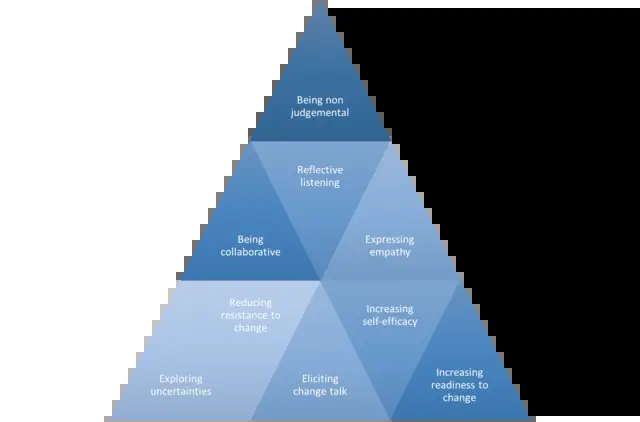 Being non
judgemental
Reflective
listening
Being
collaborative
Expressing
empathy
Reducing
resistance to
change
Increasing
self-efficacy
Exploring
uncertainties
Eliciting
change talk
Increasing
readiness to
change